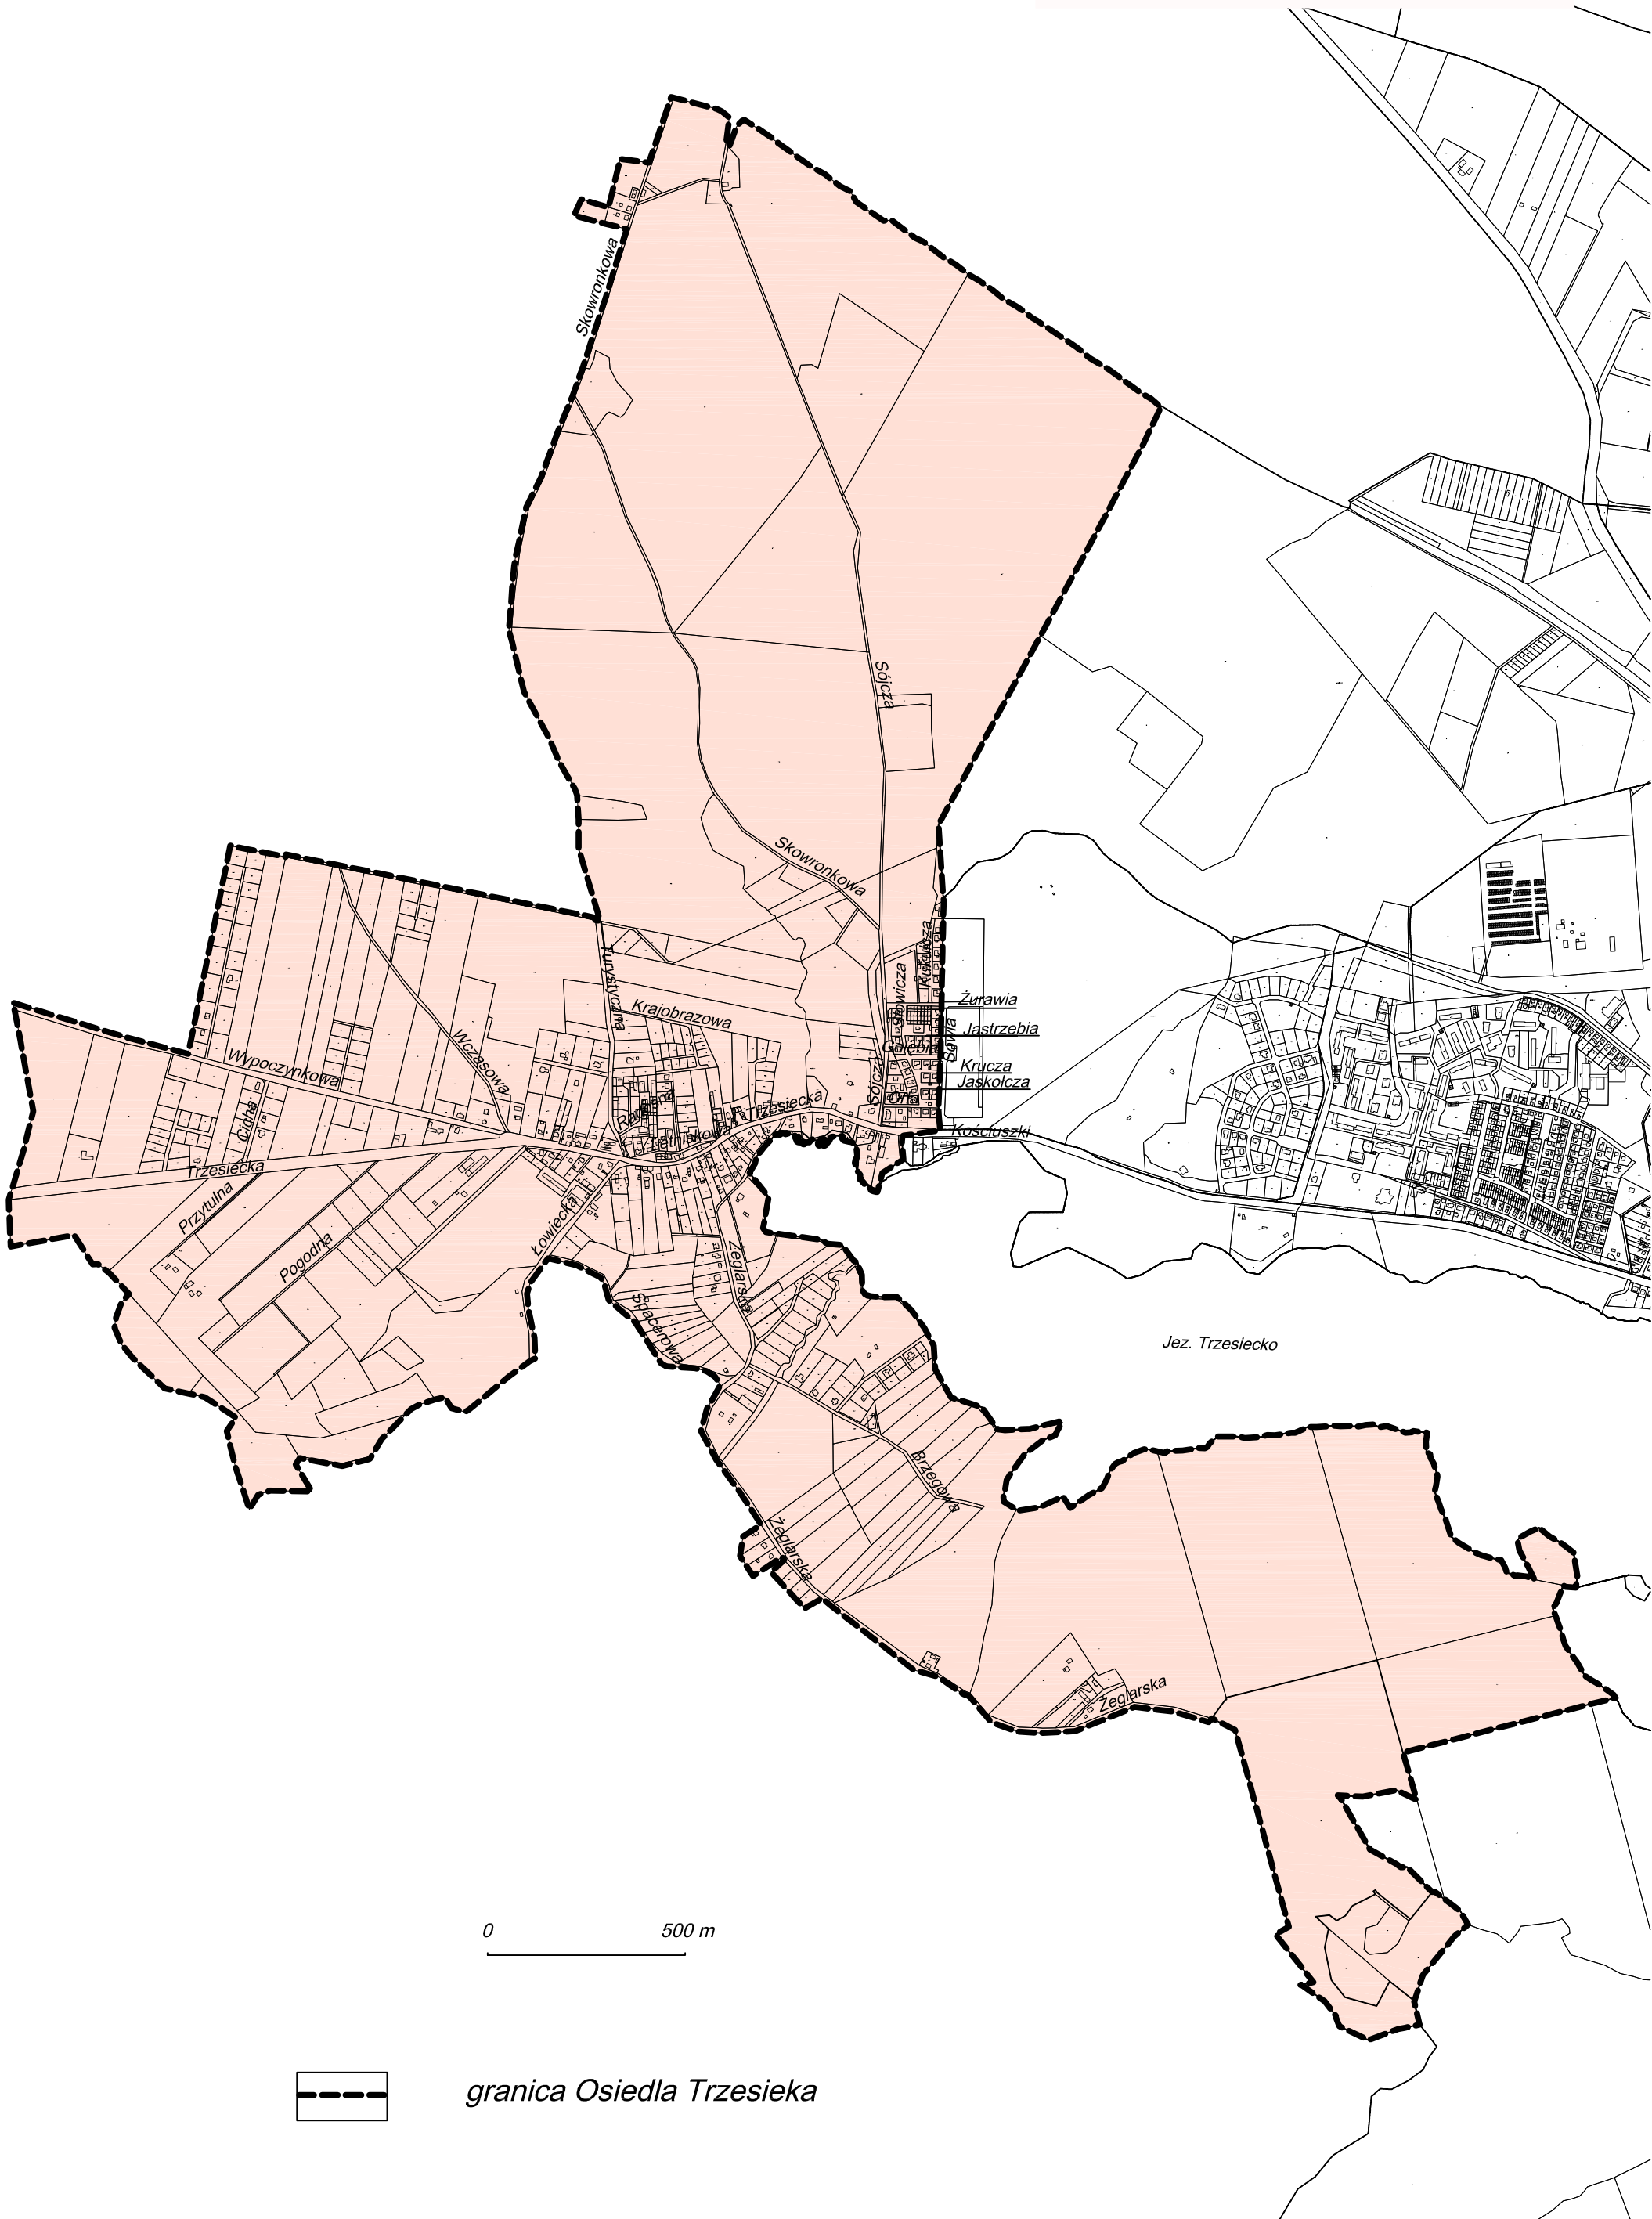 Skowronkowa
Sójcza
Skowronkowa
Turystyczna
Krajobrazowa
Kukułcza
Słowicza
Żurawia
Jastrzębia
Sowia
Gołębia
Krucza
Jaskółcza
Sójcza
Orla
Wczasowa
Wypoczynkowa
Cicha
Radosna
Trzesiecka
Letniskowa
Kościuszki
Trzesiecka
Przytulna
Pogodna
Łowiecka
Żeglarska
Spacerowa
Jez. Trzesiecko
Brzegowa
Żeglarska
Żeglarska
0 500 m
granica Osiedla Trzesieka